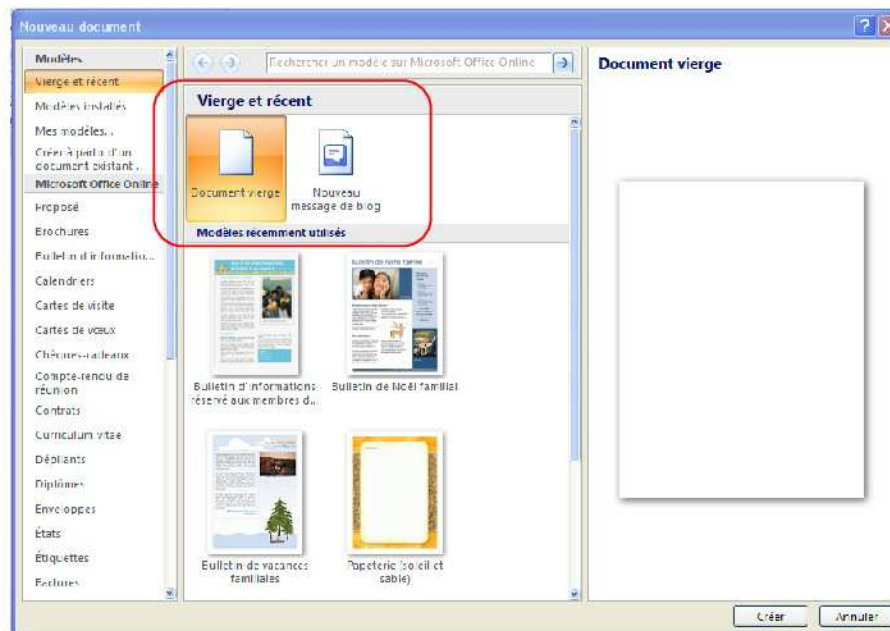 Nouveau document
Modèles
Vierge et récent
Modèles installés
Mes modèles...
Créer à partir d'un
document existant...
Microsoft Office Online
Proposé
Brochures
Bulletin d'informatio...
Calendriers
Cartes de visite
Cartes de vœux
Chèques-cadeaux
Compte-rendu de
réunion
Contrats
Curriculum vitae
Dépliants
Diplômes
Enveloppes
États
Étiquettes
Factures
Rechercher un modèle sur Microsoft Office Online
Vierge et récent
Document vierge
Nouveau
message de blog
Modèles récemment utilisés
Bulletin d'informations
réservé aux membres d...
Bulletin de Noël familial
Bulletin de vacances
familiales
Papeterie (soleil et
sable)
Document vierge
Créer
Annuler